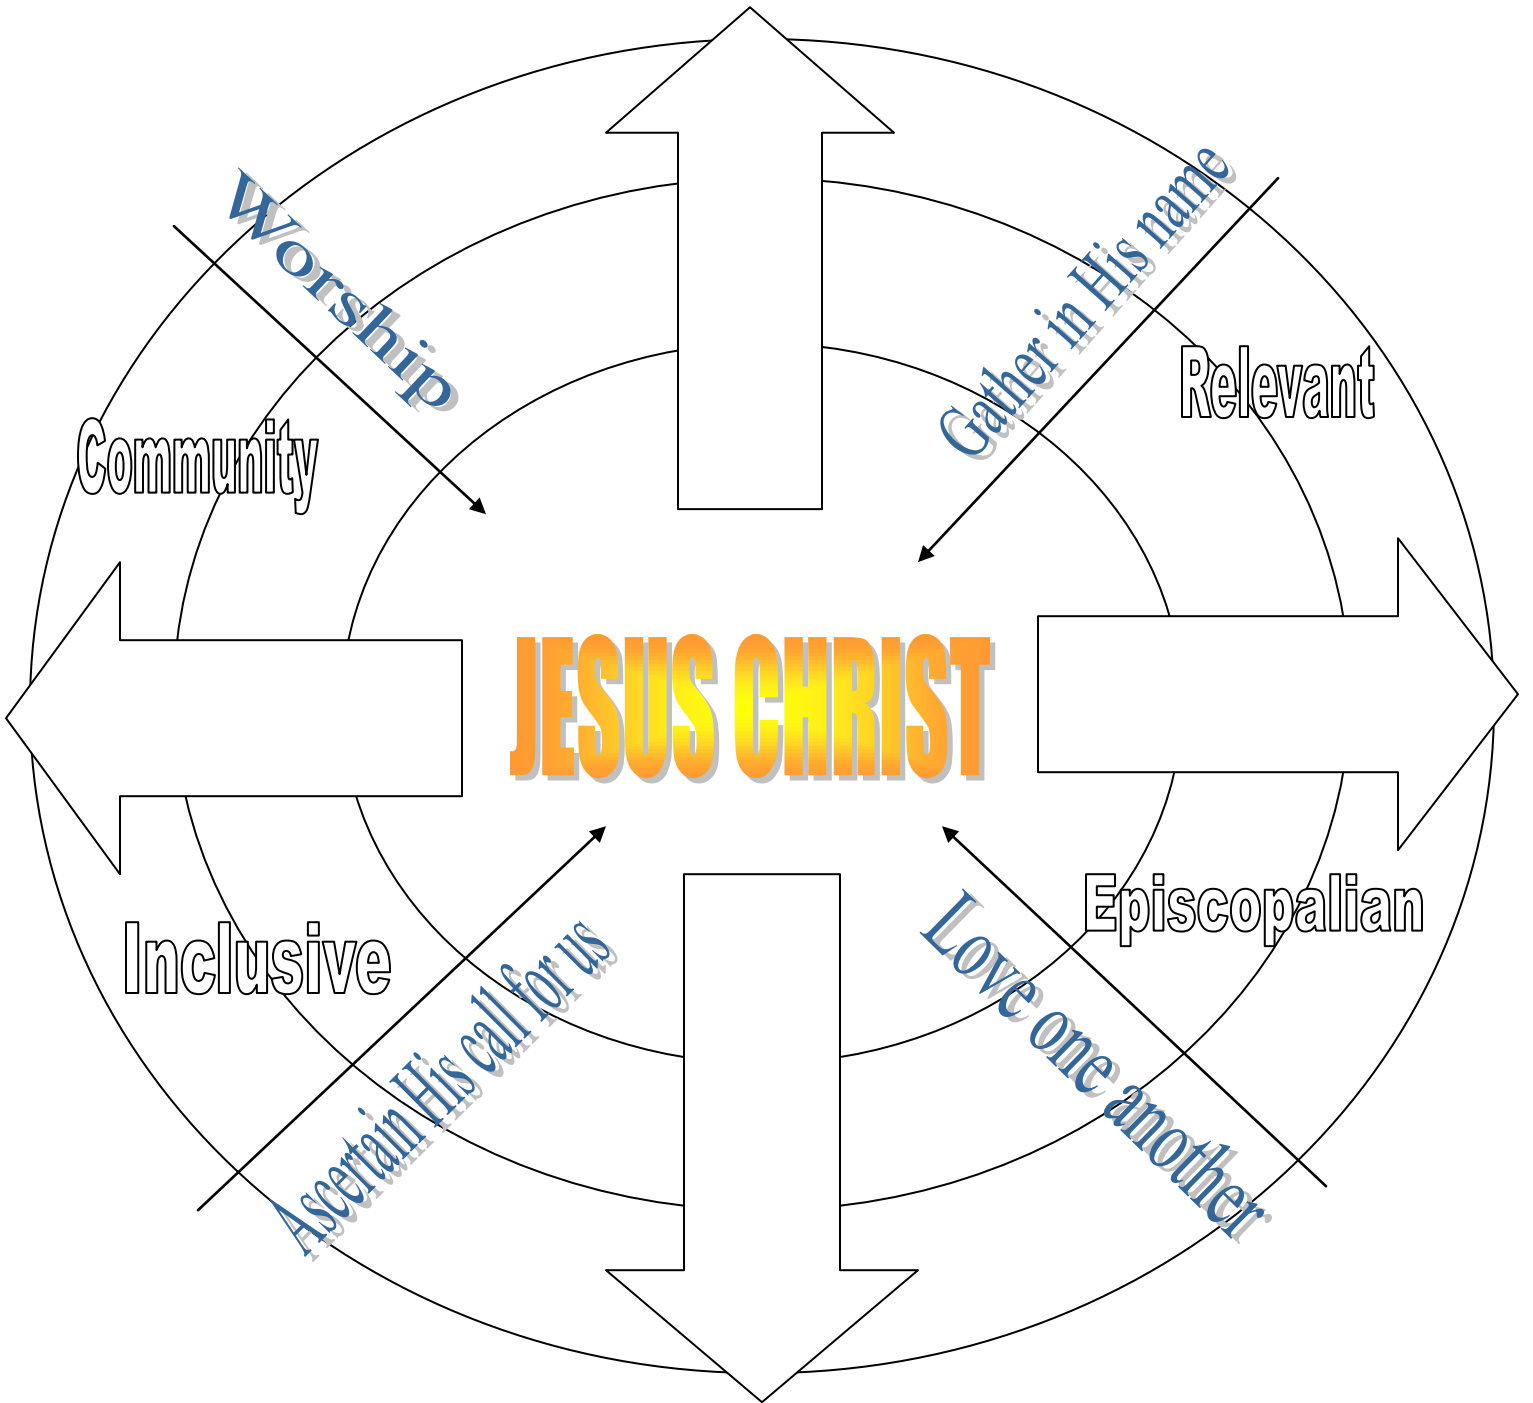 Worship
Gather in His name
Relevant
Community
JESUS CHRIST
Episcopalian
Inclusive
Love one another
Ascertain His call for us